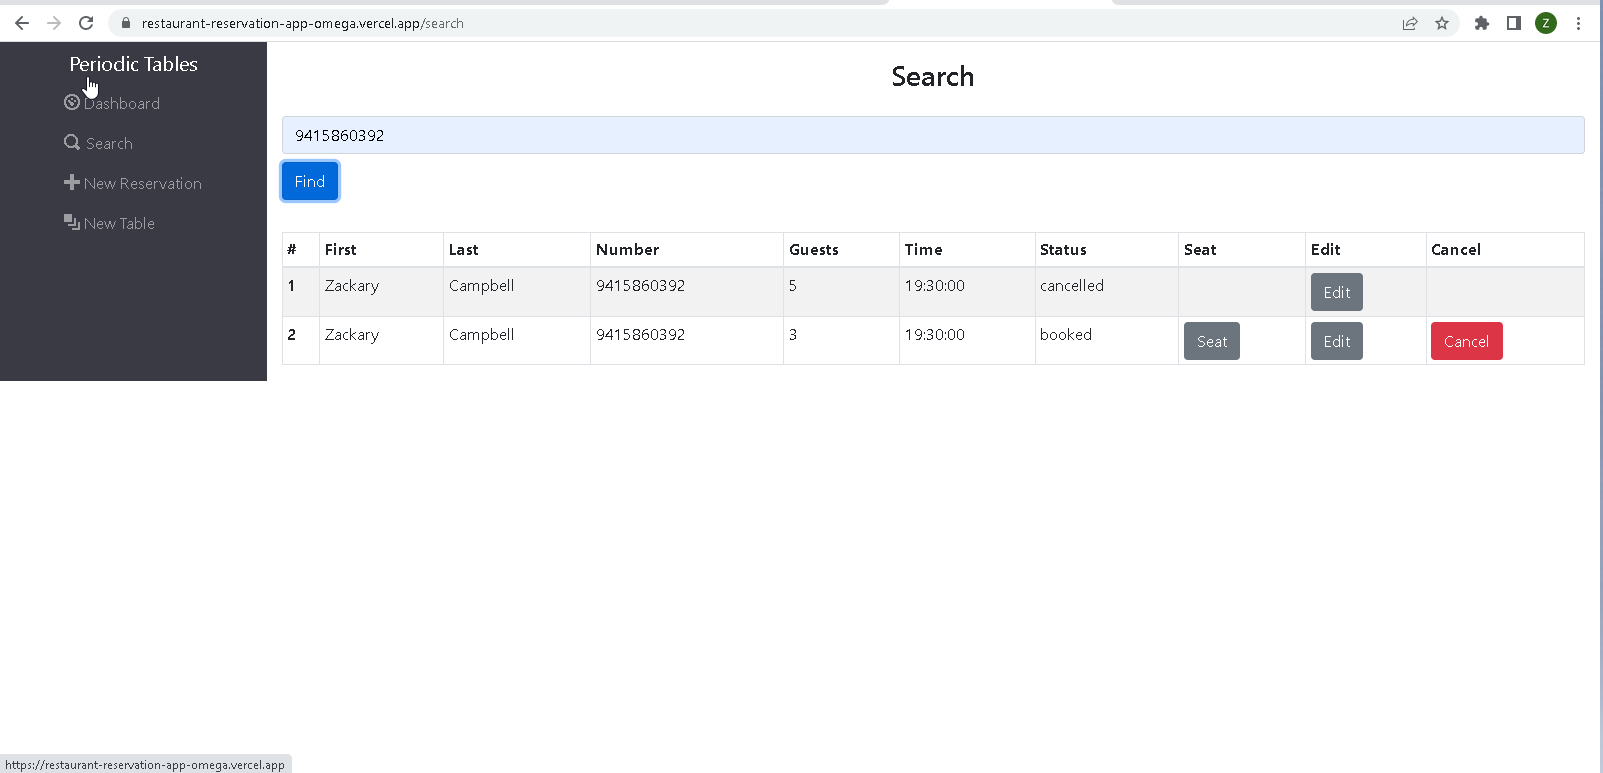 restaurant-reservation-app-omega.vercel.app/search
Z
Periodic Tables
Dashboard
Search
New Reservation
New Table
Search
9415860392
Find
# First Last Number Guests Time Status Seat Edit Cancel
1 Zackary Campbell 9415860392 5 19:30:00 cancelled Edit
2 Zackary Campbell 9415860392 3 19:30:00 booked Seat Edit Cancel
https://restaurant-reservation-app-omega.vercel.app